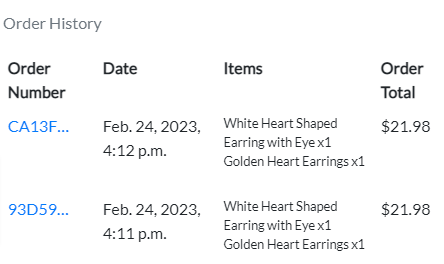 Order History
Order Number Date Items Order Total
CA13F... Feb. 24, 2023, 4:12 p.m. White Heart Shaped Earring with Eye x1 Golden Heart Earrings x1 $21.98
93D59... Feb. 24, 2023, 4:11 p.m. White Heart Shaped Earring with Eye x1 Golden Heart Earrings x1 $21.98